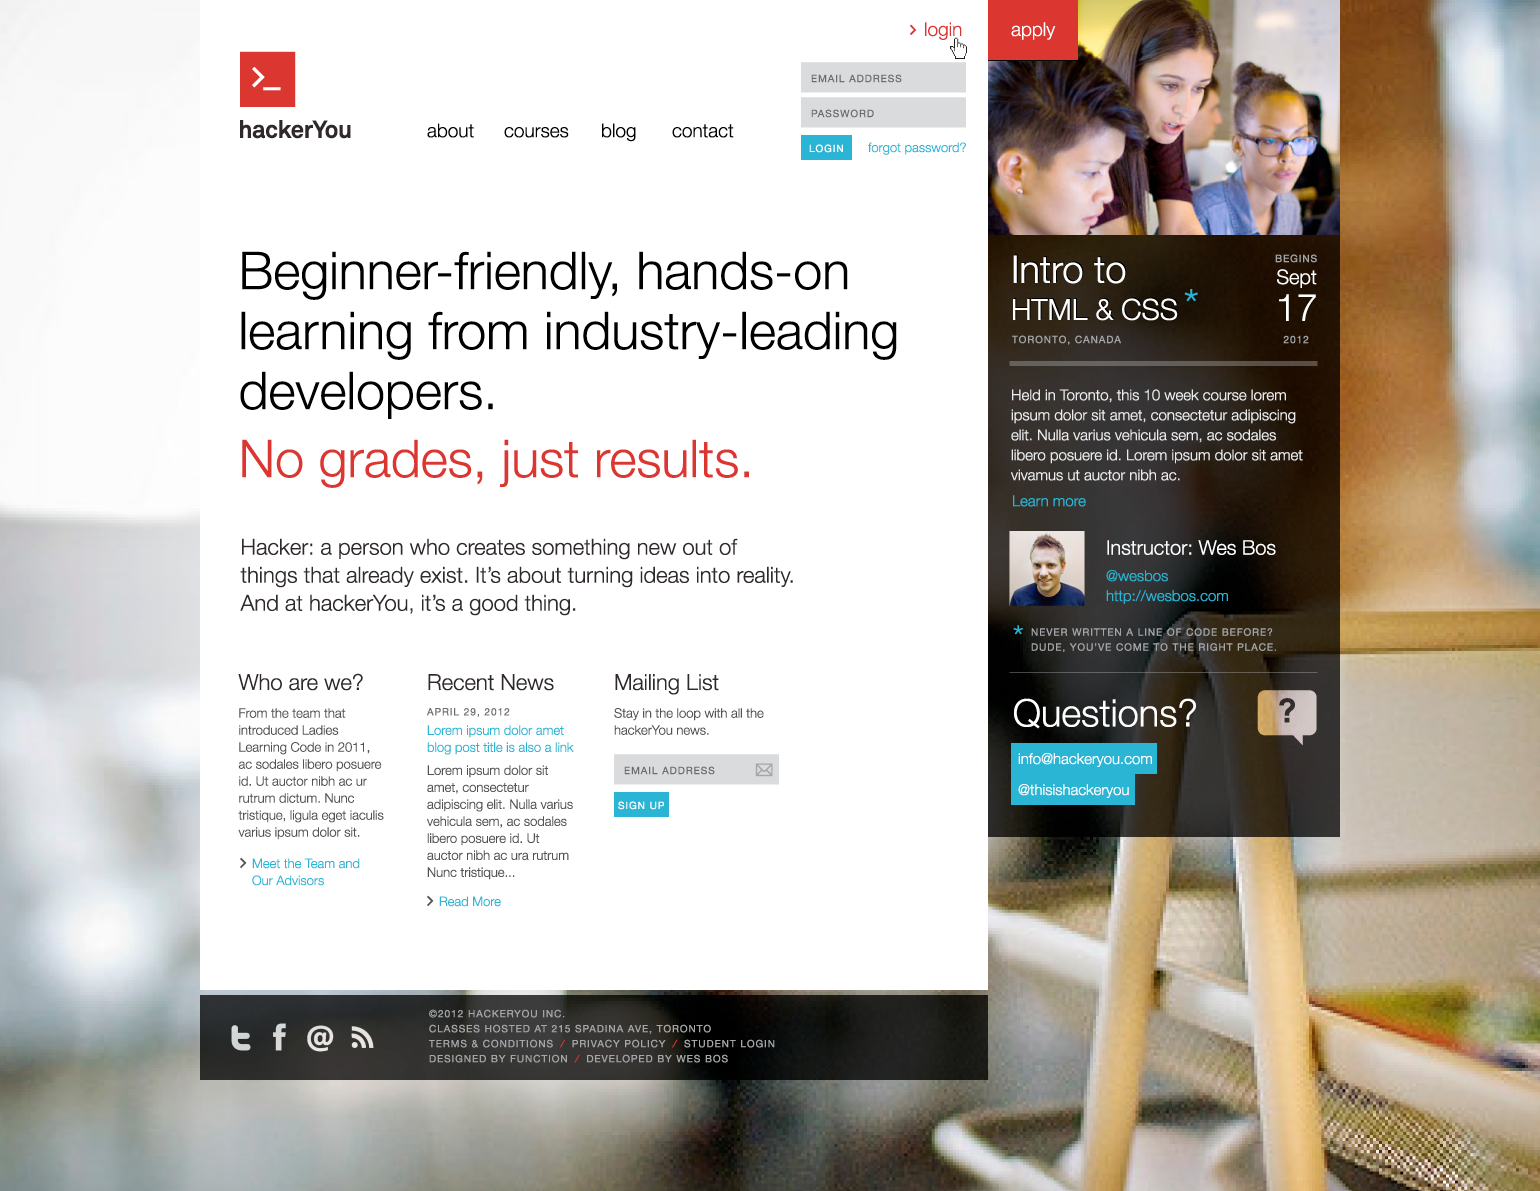 login
apply
>_
hackerYou
about courses blog contact
EMAIL ADDRESS
PASSWORD
LOGIN forgot password?
Beginner-friendly, hands-on
learning from industry-leading
developers.
No grades, just results.
Hacker: a person who creates something new out of
things that already exist. It's about turning ideas into reality.
And at hackerYou, it's a good thing.
Who are we?
From the team that
introduced Ladies
Learning Code in 2011,
ac sodales libero posuere
id. Ut auctor nibh ac ur
rutrum dictum. Nunc
tristique, ligula eget iaculis
varius ipsum dolor sit.
Meet the Team and
Our Advisors
Recent News
APRIL 29, 2012
Lorem ipsum dolor amet
blog post title is also a link
Lorem ipsum dolor sit
amet, consectetur
adipiscing elit. Nulla varius
vehicula sem, ac sodales
libero posuere id. Ut
auctor nibh ac ura rutrum
Nunc tristique...
Read More
Mailing List
Stay in the loop with all the
hackerYou news.
EMAIL ADDRESS
SIGN UP
Intro to
HTML & CSS *
TORONTO, CANADA
BEGINS
Sept
17
2012
Held in Toronto, this 10 week course lorem
ipsum dolor sit amet, consectetur adipiscing
elit. Nulla varius vehicula sem, ac sodales
libero posuere id. Lorem ipsum dolor sit amet
vivamus ut auctor nibh ac.
Learn more
Instructor: Wes Bos
@wesbos
http://wesbos.com
* NEVER WRITTEN A LINE OF CODE BEFORE?
DUDE, YOU'VE COME TO THE RIGHT PLACE.
Questions?
?
info@hackeryou.com
@thisishackeryou
©2012 HACKERYOU INC.
CLASSES HOSTED AT 215 SPADINA AVE, TORONTO
TERMS & CONDITIONS / PRIVACY POLICY / STUDENT LOGIN
DESIGNED BY FUNCTION / DEVELOPED BY WES BOS